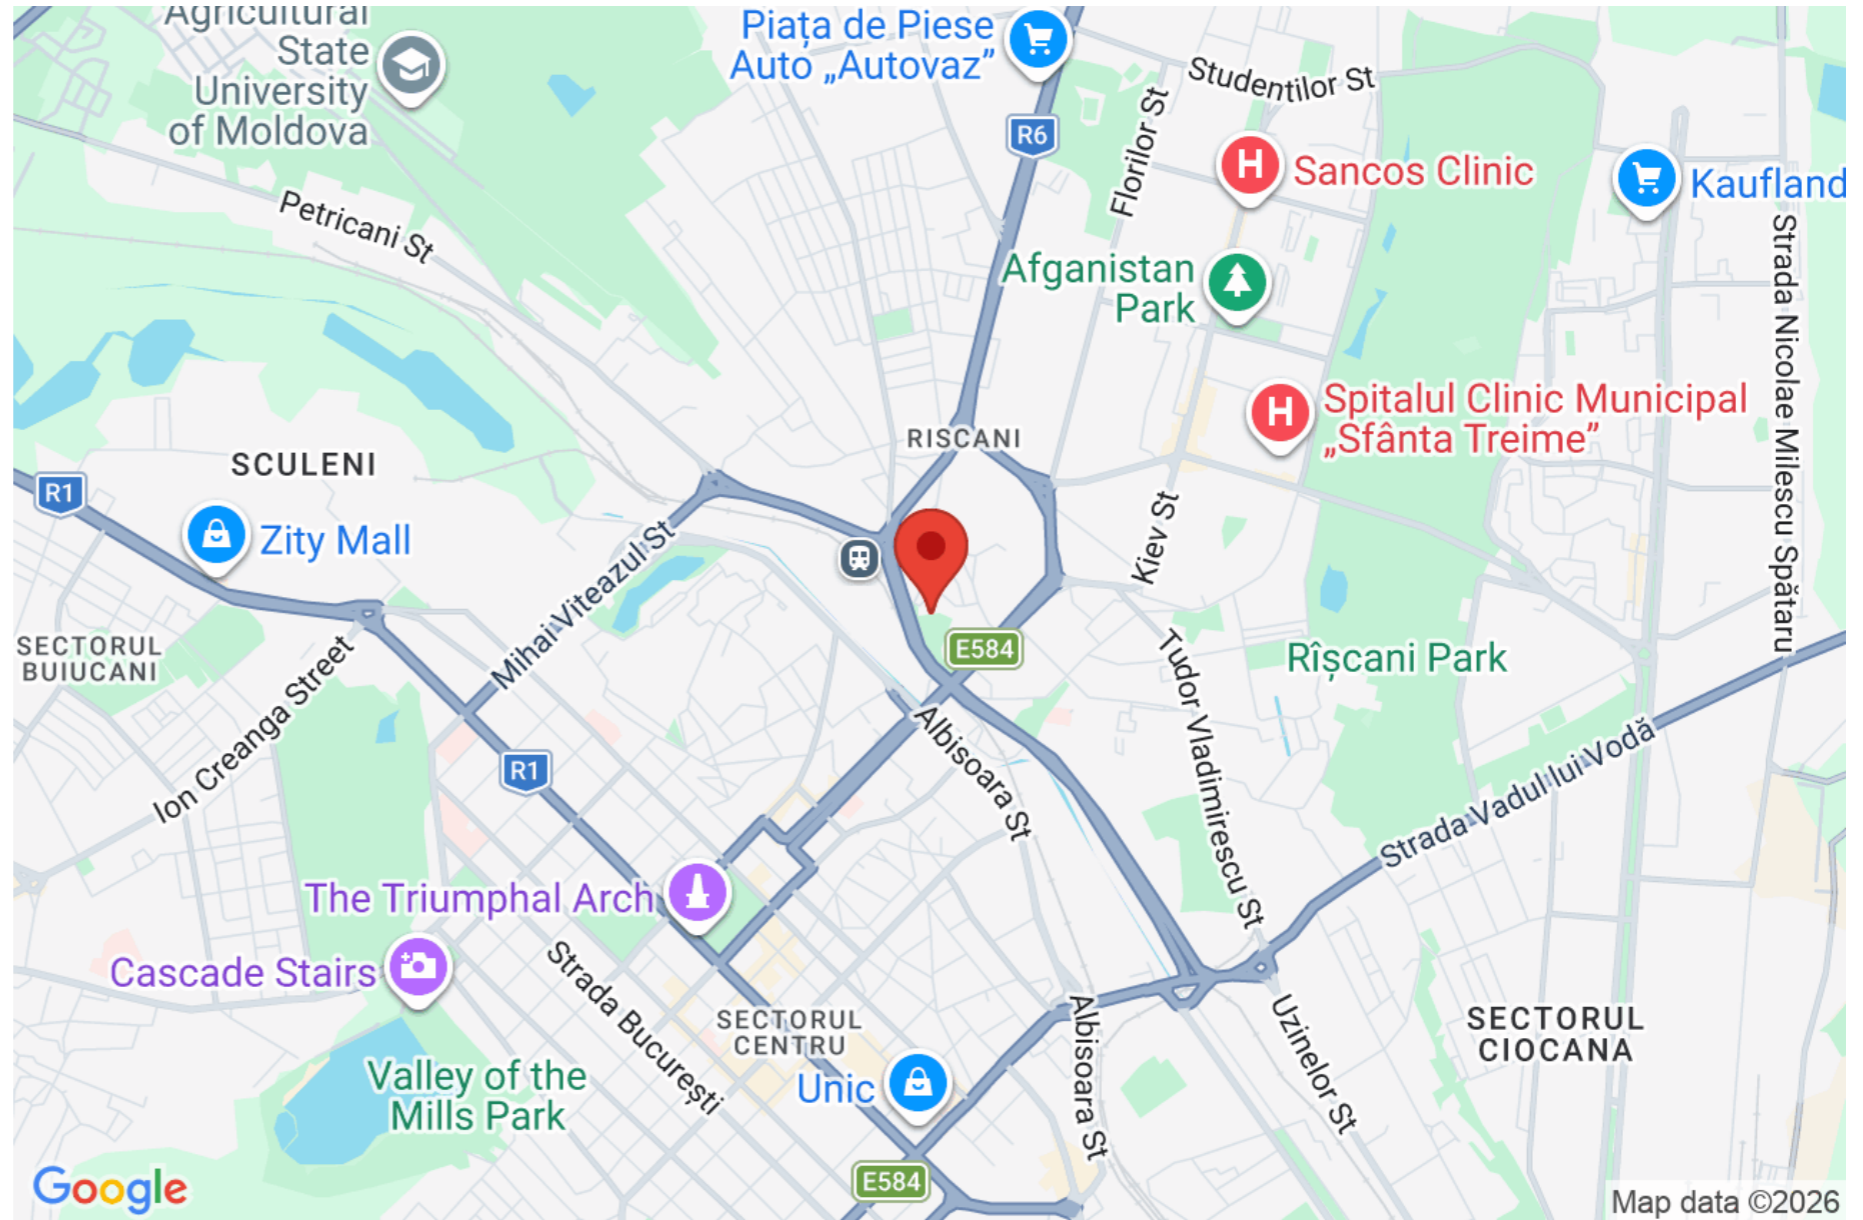 Agricultural
State
University
of Moldova
Piața de Piese
Auto „Autovaz”
R6
Studentilor St
Florilor St
Sancos Clinic
Kaufland
Petricani St
Afganistan
Park
Strada Nicolae Milescu Spătaru
Spitalul Clinic Municipal
„Sfânta Treime”
RISCANI
SCULENI
R1
Zity Mall
Mihai Viteazul St
Kiev St
SECTORUL
BUIUCANI
Ion Creanga Street
E584
Rîșcani Park
Tudor Vladimirescu St
Albisoara St
R1
Strada Vadul lui Vodă
The Triumphal Arch
Cascade Stairs
Strada București
SECTORUL
CENTRU
Albisoara St
Uzinelor St
SECTORUL
CIOCANA
Valley of the
Mills Park
Unic
E584
Google
Map data ©2026